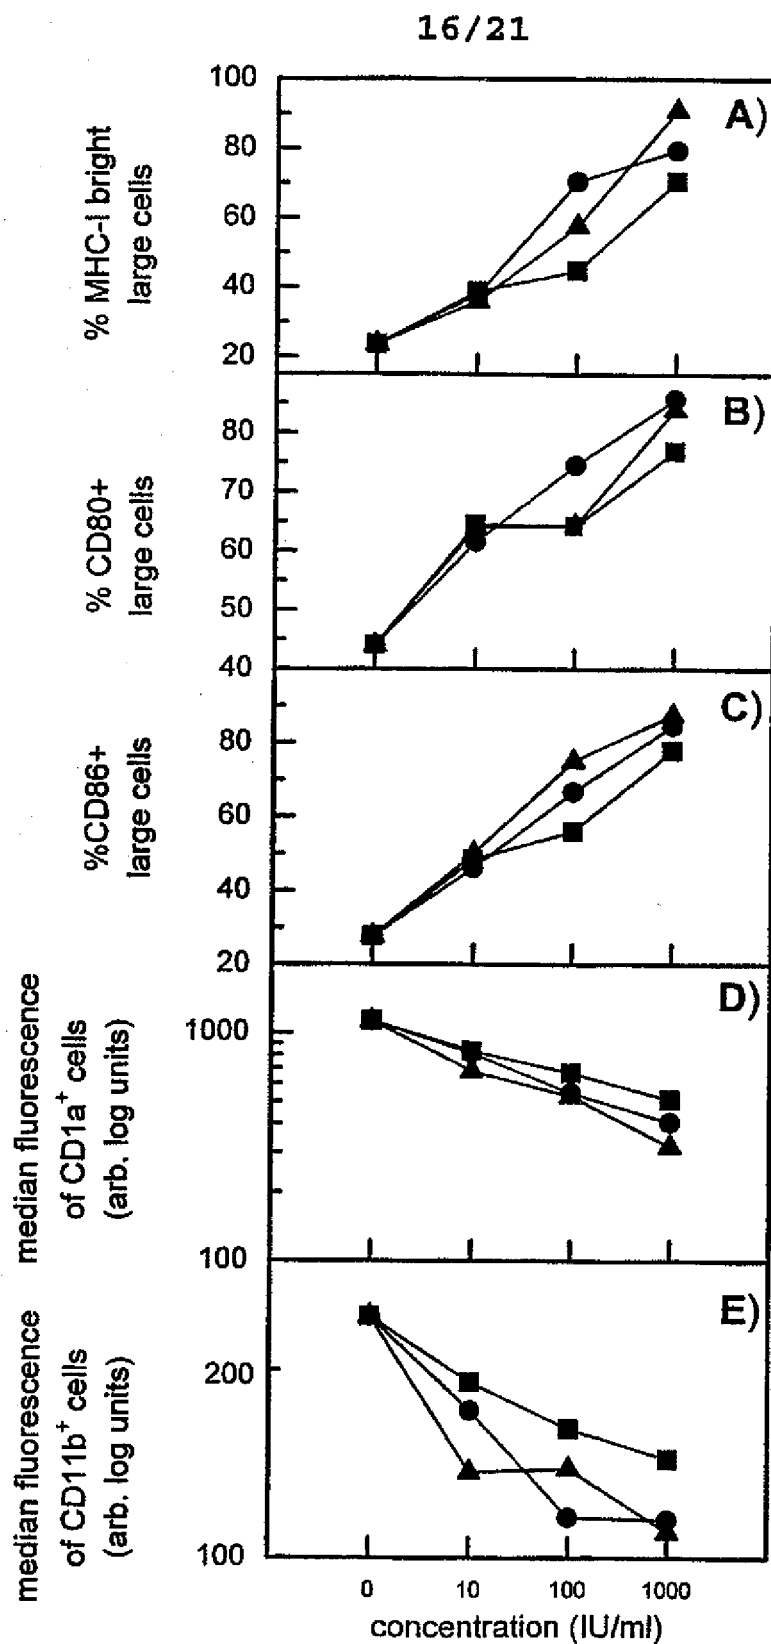 16/21
100
80
60
40
20
% MHC-I bright
large cells
A)
80
70
60
50
40
% CD80+
large cells
B)
80
60
40
20
%CD86+
large cells
C)
1000
100
median fluorescence
of CD1a+ cells
(arb. log units)
D)
200
100
median fluorescence
of CD11b+ cells
(arb. log units)
E)
0 10 100 1000
concentration (IU/ml)